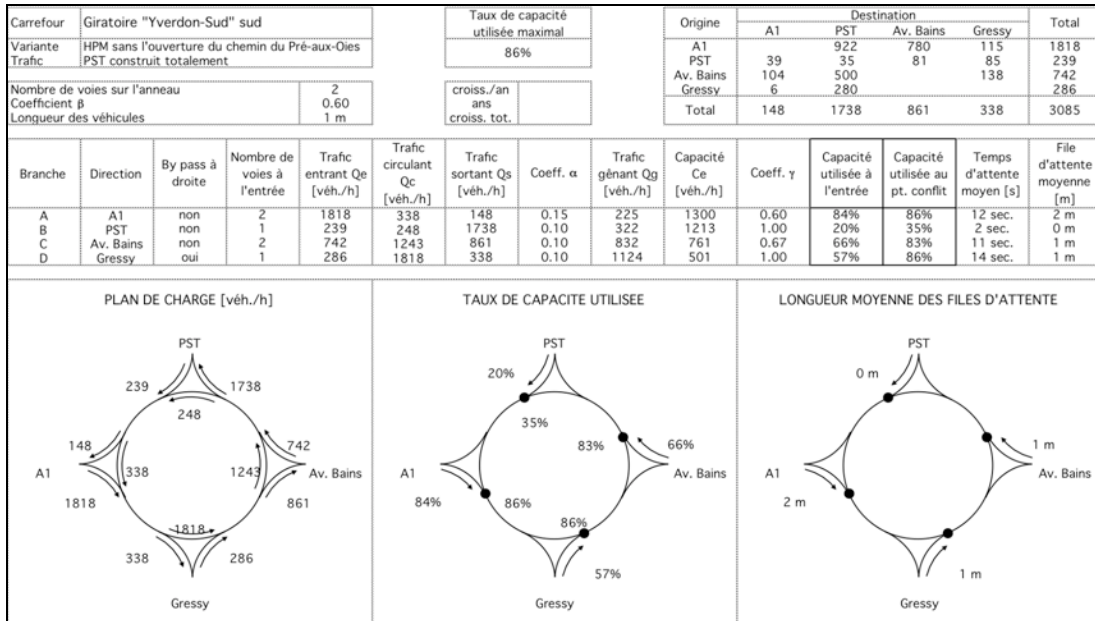 Carrefour Giratoire "Yverdon-Sud" sud
Variante HPM sans l'ouverture du chemin du Pré-aux-Oies
Trafic PST construit totalement
Taux de capacité
utilisée maximal
86%
Origine Destination Total
A1 PST Av. Bains Gressy
A1 922 780 115 1818
PST 39 35 81 85 239
Av. Bains 104 500 138 742
Gressy 6 280 286
Total 148 1738 861 338 3085
Nombre de voies sur l'anneau 2
Coefficient β 0.60
Longueur des véhicules 1 m
croiss./an
ans
croiss. tot.
Branche Direction By pass à droite Nombre de voies à l'entrée Trafic entrant Qe [véh./h] Trafic circulant Qc [véh./h] Trafic sortant Qs [véh./h] Coeff. α Trafic gênant Qg [véh./h] Capacité Ce [véh./h] Coeff. γ Capacité utilisée à l'entrée Capacité utilisée au pt. conflit Temps d'attente moyen [s] File d'attente moyenne [m]
A A1 non 2 1818 338 148 0.15 225 1300 0.60 84% 86% 12 sec. 2 m
B PST non 1 239 248 1738 0.10 322 1213 1.00 20% 35% 2 sec. 0 m
C Av. Bains non 2 742 1243 861 0.10 832 761 0.67 66% 83% 11 sec. 1 m
D Gressy oui 1 286 1818 338 0.10 1124 501 1.00 57% 86% 14 sec. 1 m
PLAN DE CHARGE [véh./h]
PST
239 1738
248
148 742
A1 338 1243 Av. Bains
1818 861
1818
338 286
Gressy
TAUX DE CAPACITE UTILISEE
PST
20%
35%
83% 66%
A1 Av. Bains
84% 86%
86%
57%
Gressy
LONGUEUR MOYENNE DES FILES D'ATTENTE
PST
0 m
1 m
A1 Av. Bains
2 m
1 m
Gressy